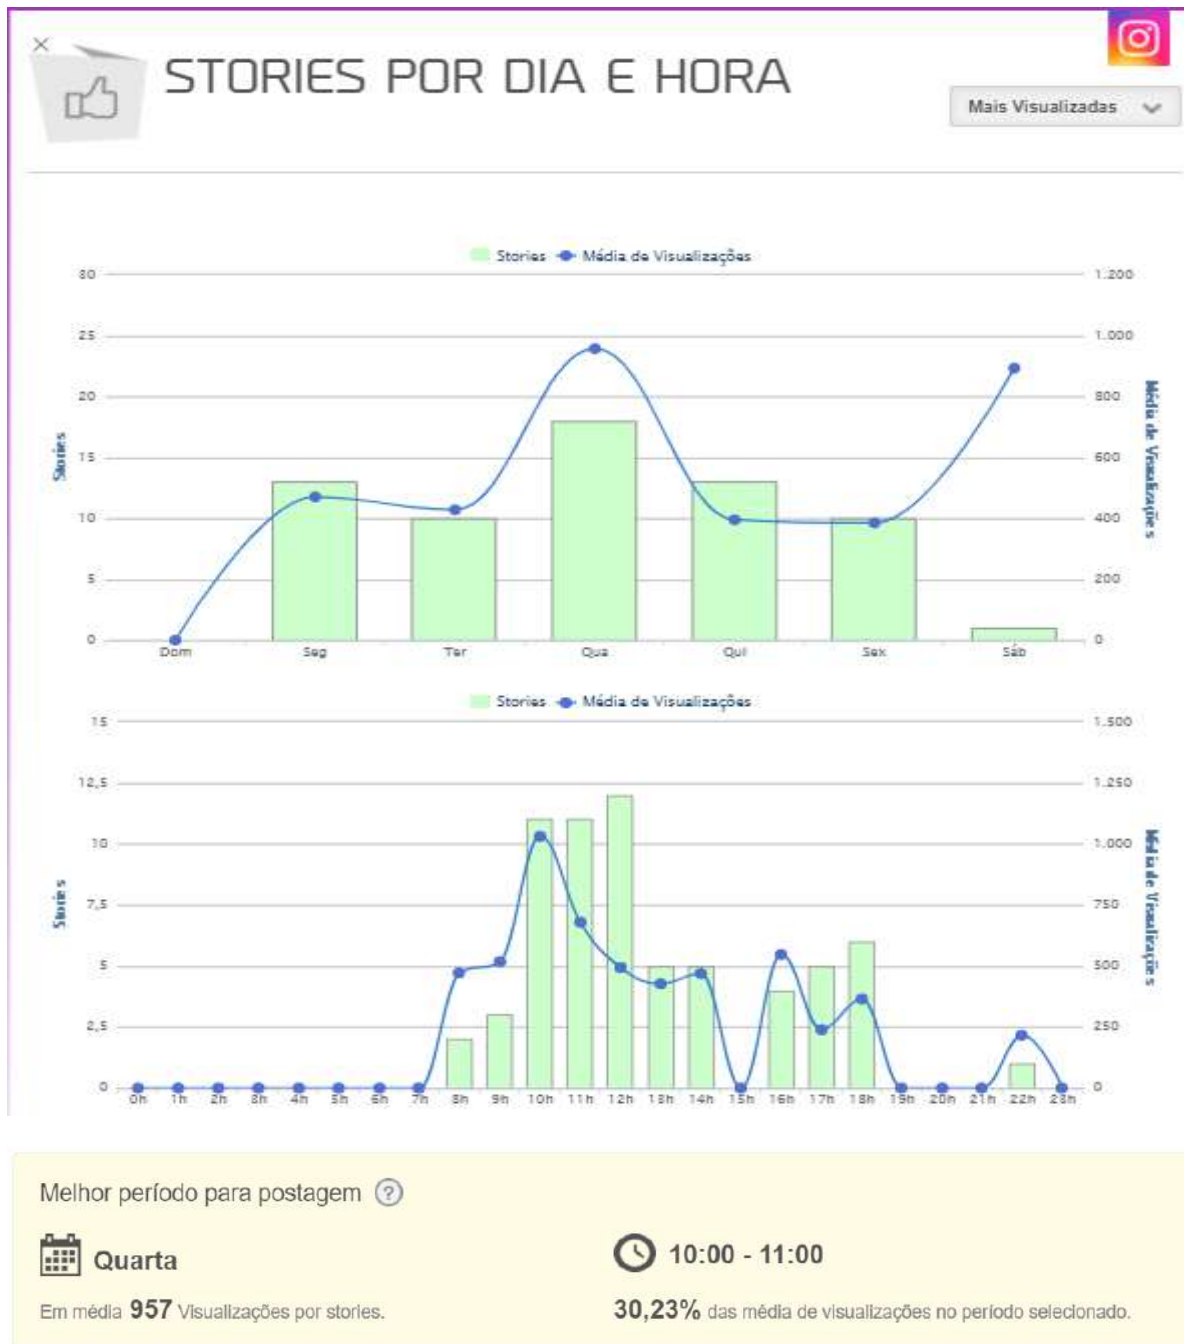 STORIES POR DIA E HORA
Mais Visualizadas
Stories Média de Visualizações
30 1.200
25 1.000
20 800
15 600
10 400
5 200
0 0
Stories
Média de Visualizações
Dom Seg Ter Qua Qui Sex Sáb
Stories Média de Visualizações
15 1.500
12,5 1.250
10 1.000
7,5 750
5 500
2,5 250
0 0
Stories
Média de Visualizações
0h 1h 2h 3h 4h 5h 6h 7h 8h 9h 10h 11h 12h 13h 14h 15h 16h 17h 18h 19h 20h 21h 22h 23h
Melhor período para postagem ?
Quarta
10:00 - 11:00
Em média 957 Visualizações por stories.
30,23% das média de visualizações no período selecionado.